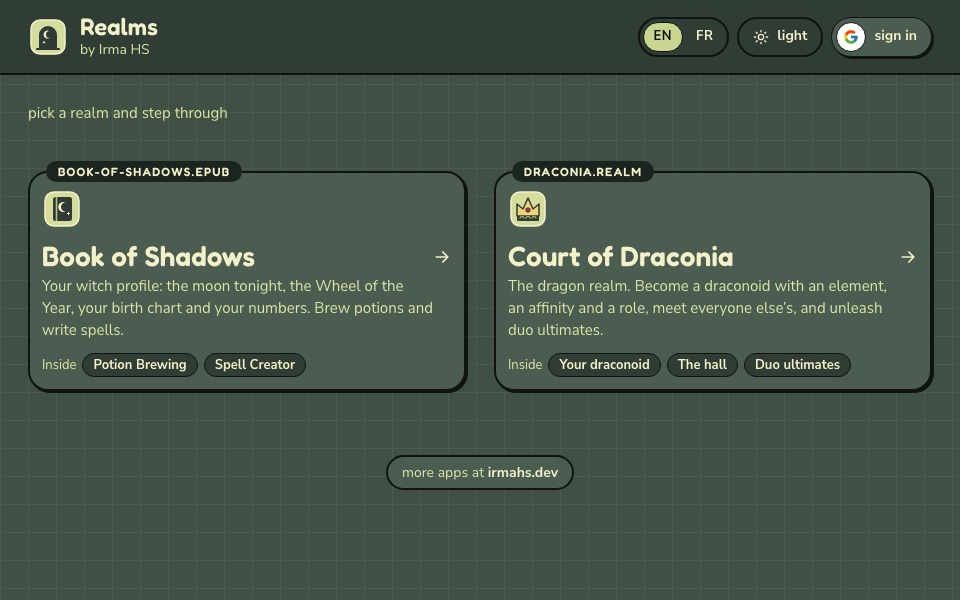 Realms
by Irma HS
EN FR
light
sign in
pick a realm and step through
BOOK-OF-SHADOWS.EPUB
Book of Shadows →
Your witch profile: the moon tonight, the Wheel of the
Year, your birth chart and your numbers. Brew potions and
write spells.
Inside Potion Brewing Spell Creator
DRACONIA.REALM
Court of Draconia →
The dragon realm. Become a draconoid with an element,
an affinity and a role, meet everyone else's, and unleash
duo ultimates.
Inside Your draconoid The hall Duo ultimates
more apps at irmahs.dev